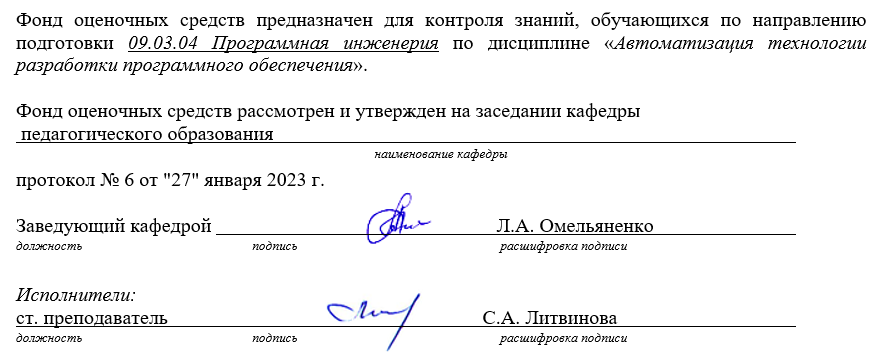 Фонд оценочных средств предназначен для контроля знаний, обучающихся по направлению
подготовки 09.03.04 Программная инженерия по дисциплине «Автоматизация технологии
разработки программного обеспечения».
Фонд оценочных средств рассмотрен и утвержден на заседании кафедры
педагогического образования
наименование кафедры
протокол № 6 от "27" января 2023 г.
Заведующий кафедрой Л.А. Омельяненко
должность подпись расшифровка подписи
Исполнители:
ст. преподаватель С.А. Литвинова
должность подпись расшифровка подписи